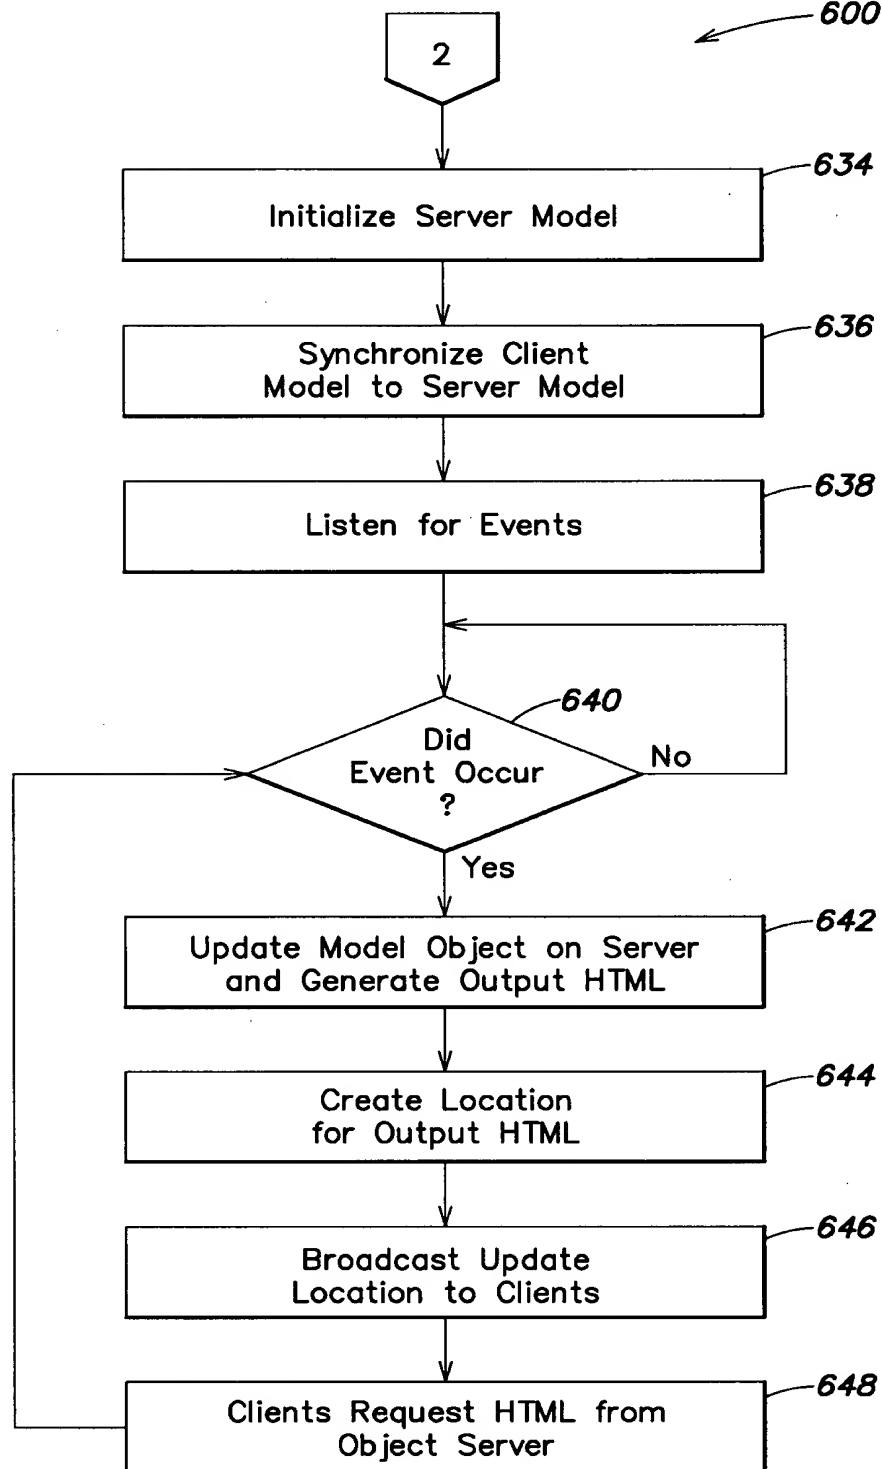 600
2
634
Initialize Server Model
636
Synchronize Client
Model to Server Model
638
Listen for Events
640
Did
Event Occur
?
No
Yes
642
Update Model Object on Server
and Generate Output HTML
644
Create Location
for Output HTML
646
Broadcast Update
Location to Clients
648
Clients Request HTML from
Object Server